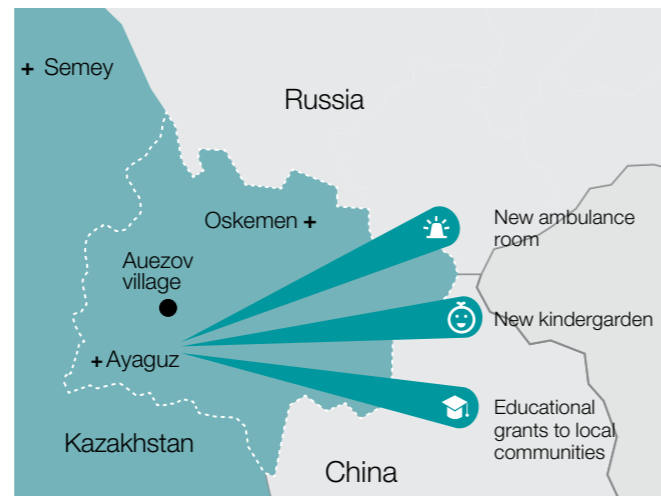 + Semey
Russia
Oskemen +
New ambulance
room
Auezov
village
New kindergarden
+ Ayaguz
Educational
grants to local
communities
Kazakhstan
China